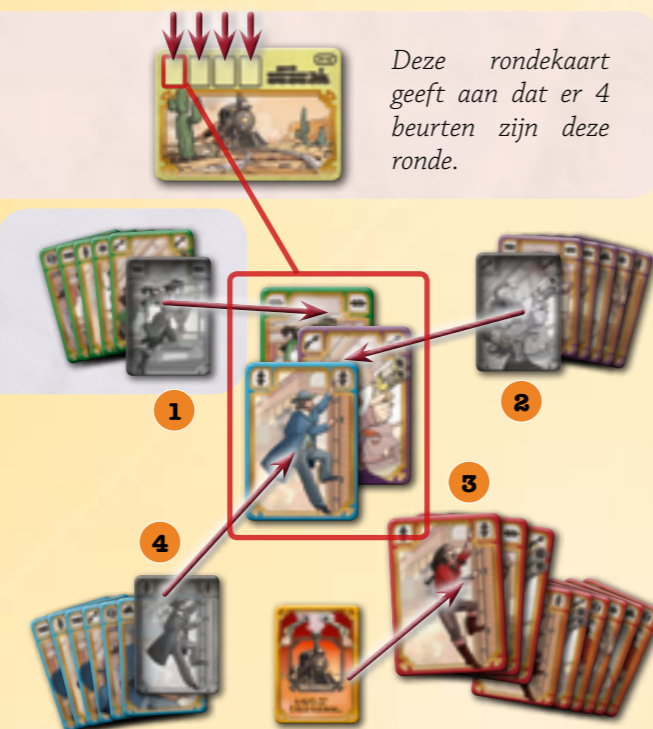 Deze rondekaart
geeft aan dat er 4
beurten zijn deze
ronde.
1
2
3
4